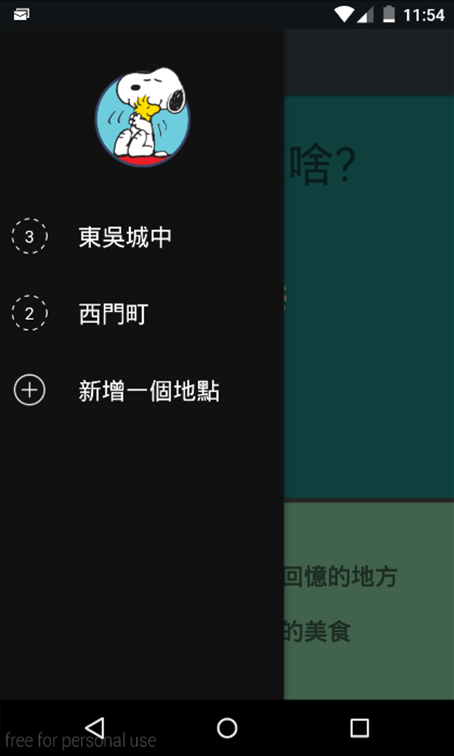 11:54
啥?
3 東吳城中
2 西門町
新增一個地點
回憶的地方
的美食
free for personal use